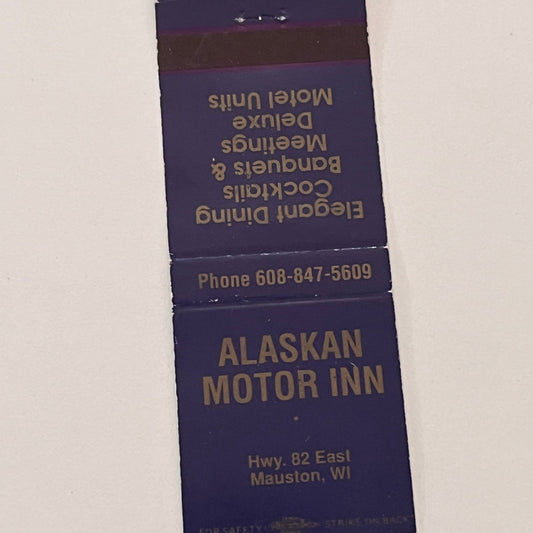 Elegant Dining
Cocktails
Banquets &
Meetings
Deluxe
Motel Units
Phone 608-847-5609
ALASKAN
MOTOR INN
Hwy. 82 East
Mauston, WI
FOR SAFETY STRIKE ON BACK